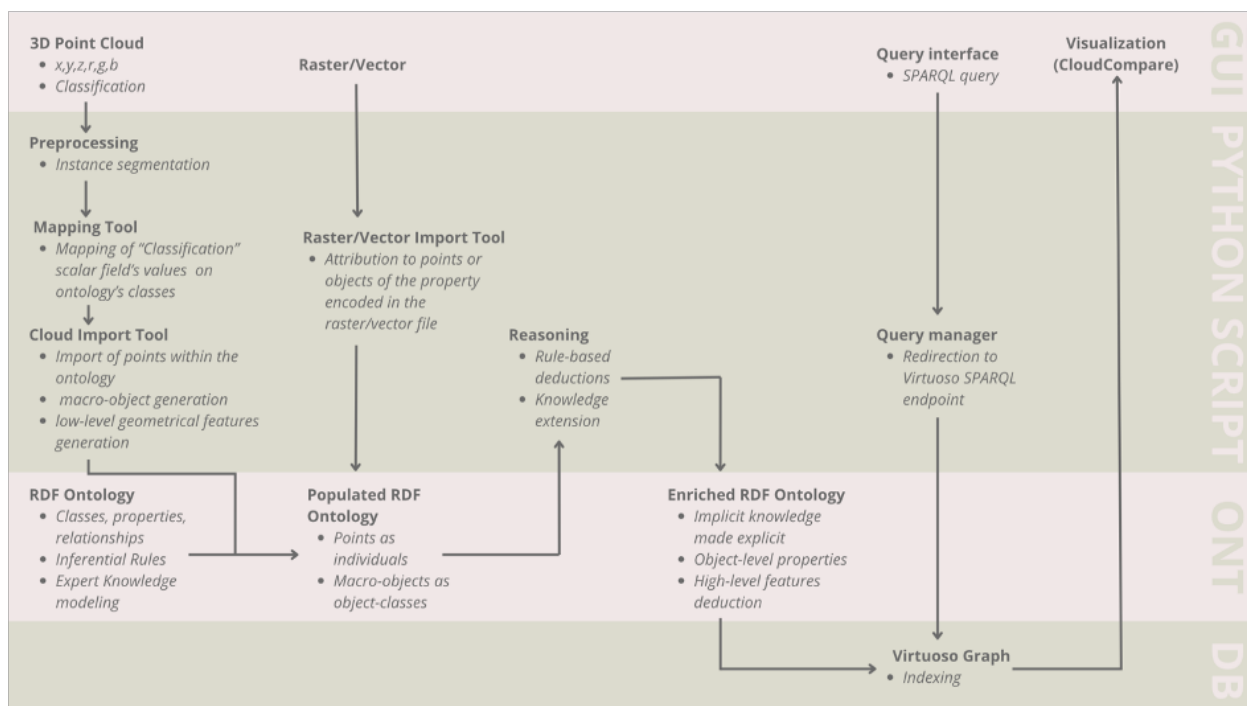 3D Point Cloud
• x,y,z,r,g,b
• Classification
Raster/Vector
Query interface
• SPARQL query
Visualization
(CloudCompare)
GUI
Preprocessing
• Instance segmentation
Mapping Tool
• Mapping of “Classification”
scalar field's values on
ontology's classes
Cloud Import Tool
• Import of points within the
ontology
• macro-object generation
• low-level geometrical features
generation
Raster/Vector Import Tool
• Attribution to points or
objects of the property
encoded in the
raster/vector file
Reasoning
• Rule-based
deductions
• Knowledge
extension
Query manager
• Redirection to
Virtuoso SPARQL
endpoint
PYTHON SCRIPT
RDF Ontology
• Classes, properties,
relationships
• Inferential Rules
• Expert Knowledge
modeling
Populated RDF
Ontology
• Points as
individuals
• Macro-objects as
object-classes
Enriched RDF Ontology
• Implicit knowledge
made explicit
• Object-level properties
• High-level features
deduction
ONT
Virtuoso Graph
• Indexing
DB